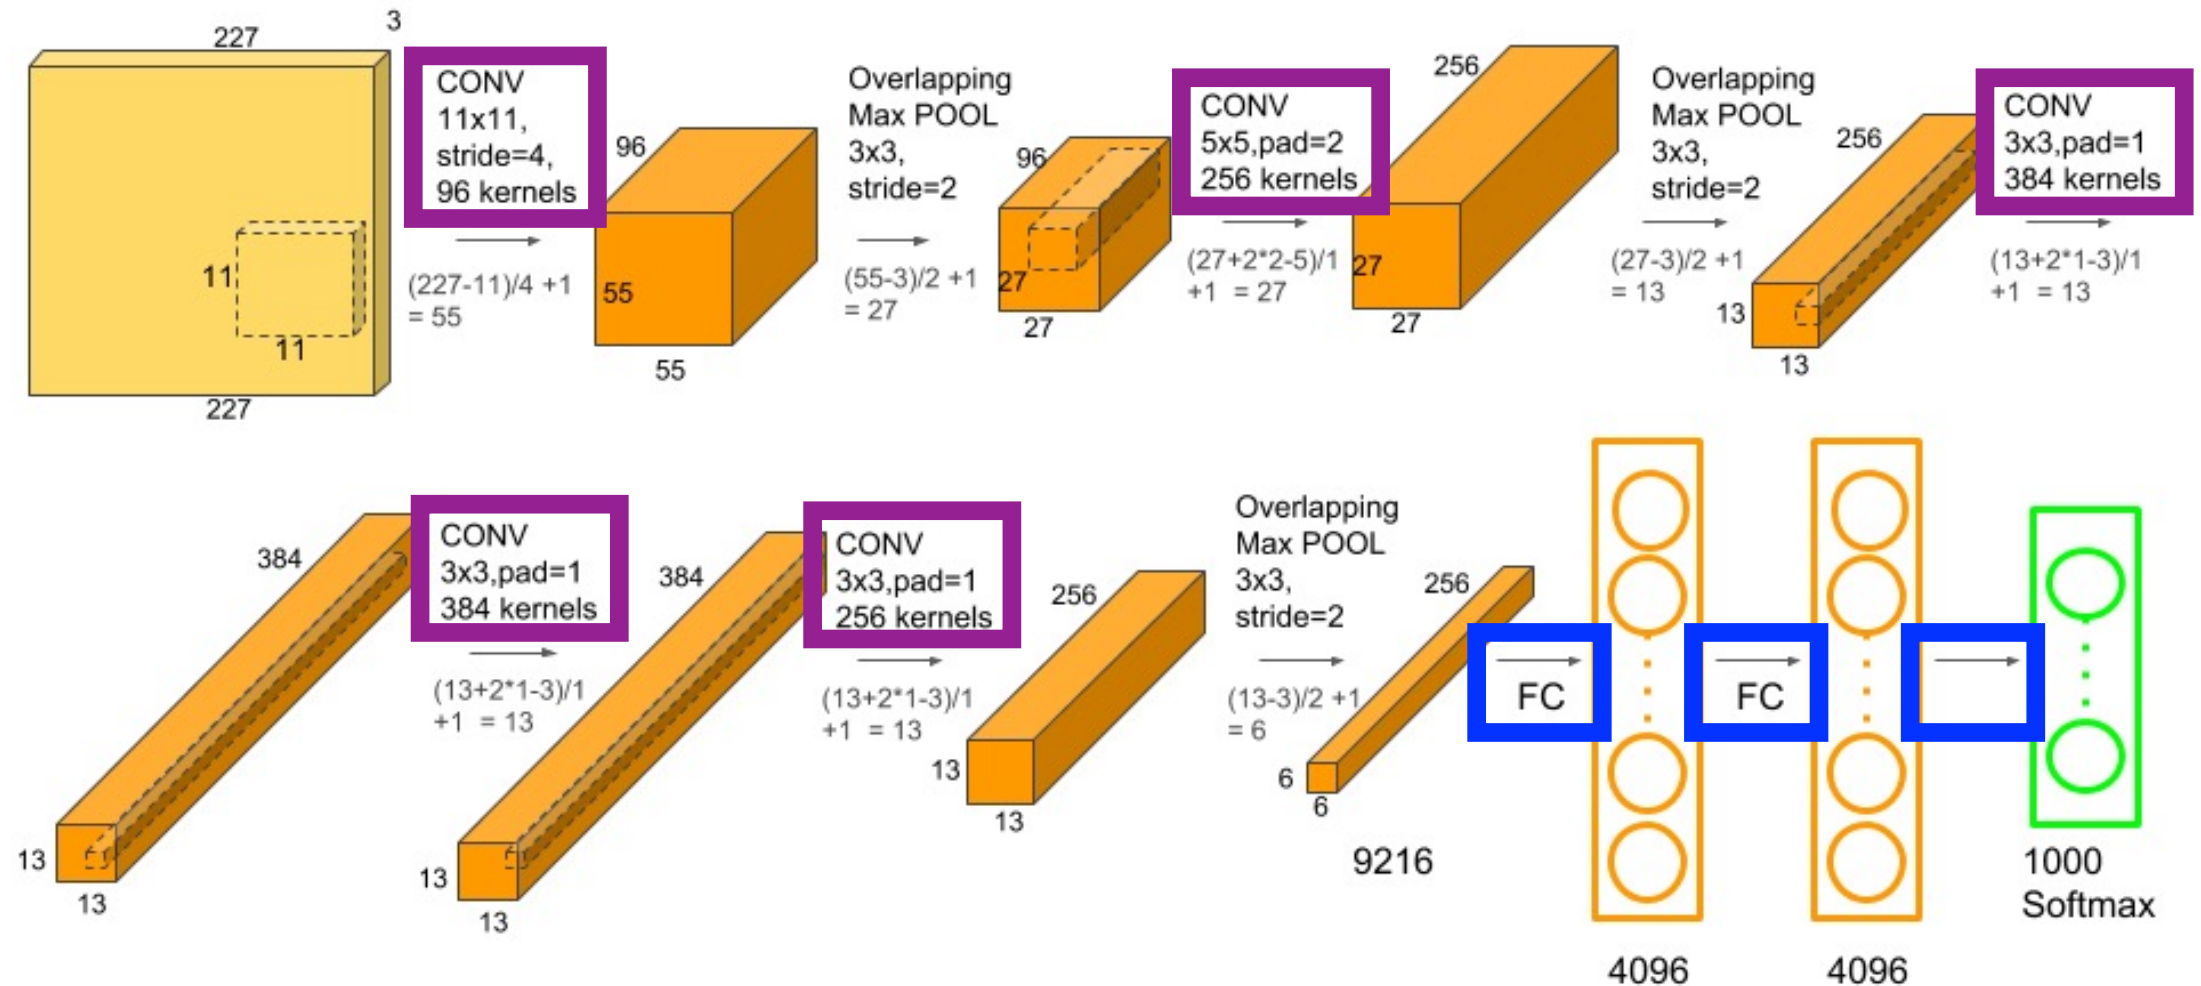 227
3
11
11
227
CONV
11x11,
stride=4,
96 kernels
(227-11)/4 +1
= 55
96
55
55
Overlapping
Max POOL
3x3,
stride=2
(55-3)/2 +1
= 27
96
27
27
CONV
5x5,pad=2
256 kernels
(27+2*2-5)/1
+1 = 27
256
27
27
Overlapping
Max POOL
3x3,
stride=2
(27-3)/2 +1
= 13
256
13
13
CONV
3x3,pad=1
384 kernels
(13+2*1-3)/1
+1 = 13
384
13
13
CONV
3x3,pad=1
384 kernels
(13+2*1-3)/1
+1 = 13
384
13
13
CONV
3x3,pad=1
256 kernels
(13+2*1-3)/1
+1 = 13
256
13
13
Overlapping
Max POOL
3x3,
stride=2
(13-3)/2 +1
= 6
256
6
6
9216
FC
4096
FC
4096
1000
Softmax